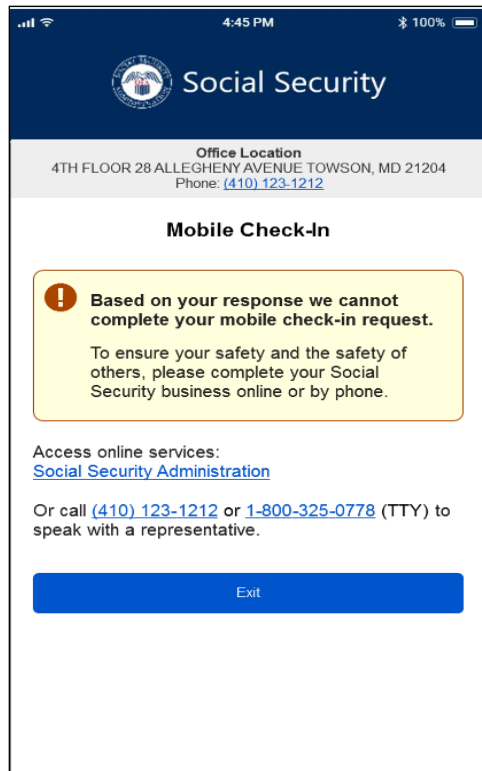 4:45 PM
100%
Social Security
Office Location
4TH FLOOR 28 ALLEGHENY AVENUE TOWSON, MD 21204
Phone: (410) 123-1212
Mobile Check-In
Based on your response we cannot
complete your mobile check-in request.
To ensure your safety and the safety of
others, please complete your Social
Security business online or by phone.
Access online services:
Social Security Administration
Or call (410) 123-1212 or 1-800-325-0778 (TTY) to
speak with a representative.
Exit